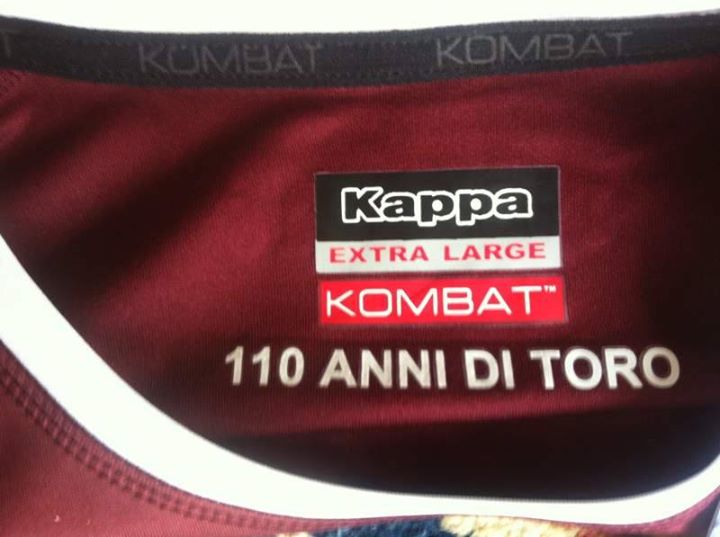 KOMBAT KOMBAT
Kappa
EXTRA LARGE
KOMBAT™
110 ANNI DI TORO